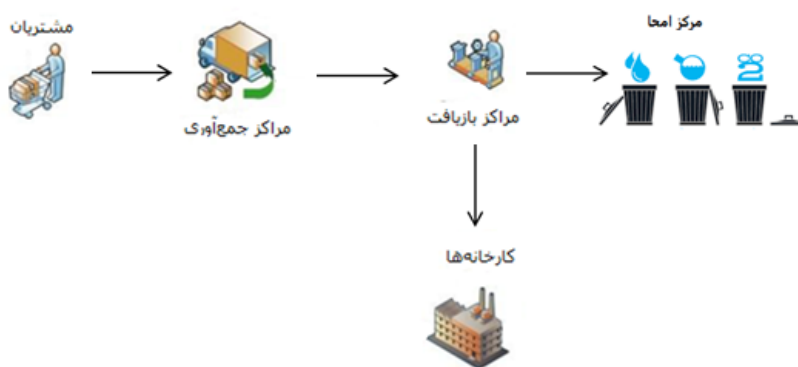 مشتریان
مراکز جمع‌آوری
مراکز بازیافت
مرکز امحا
کارخانه‌ها